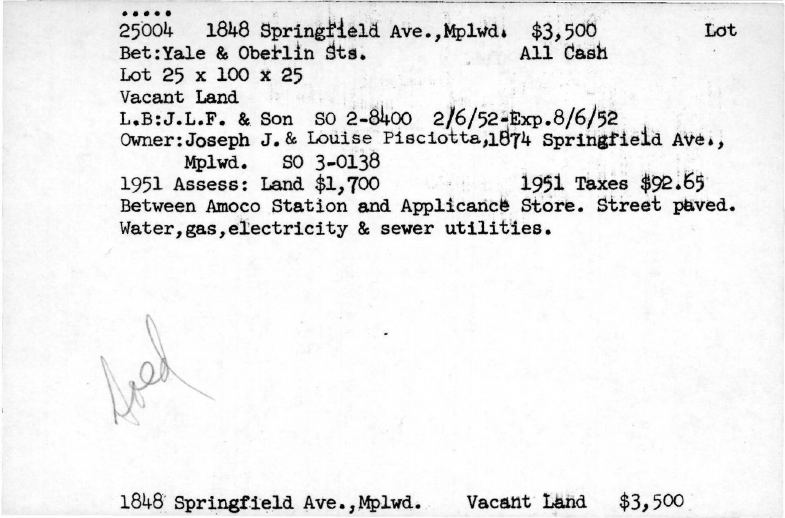 .....
25004 1848 Springfield Ave.,Mplwd. $3,500 Lot
Bet:Yale & Oberlin Sts. All Cash
Lot 25 x 100 x 25
Vacant Land
L.B:J.L.F. & Son SO 2-8400 2/6/52-Exp.8/6/52
Owner:Joseph J.& Louise Pisciotta,1874 Springfield Ave.,
Mplwd. SO 3-0138
1951 Assess: Land $1,700 1951 Taxes $92.65
Between Amoco Station and Applicance Store. Street paved.
Water,gas,electricity & sewer utilities.
Sold
1848 Springfield Ave.,Mplwd. Vacant Land $3,500